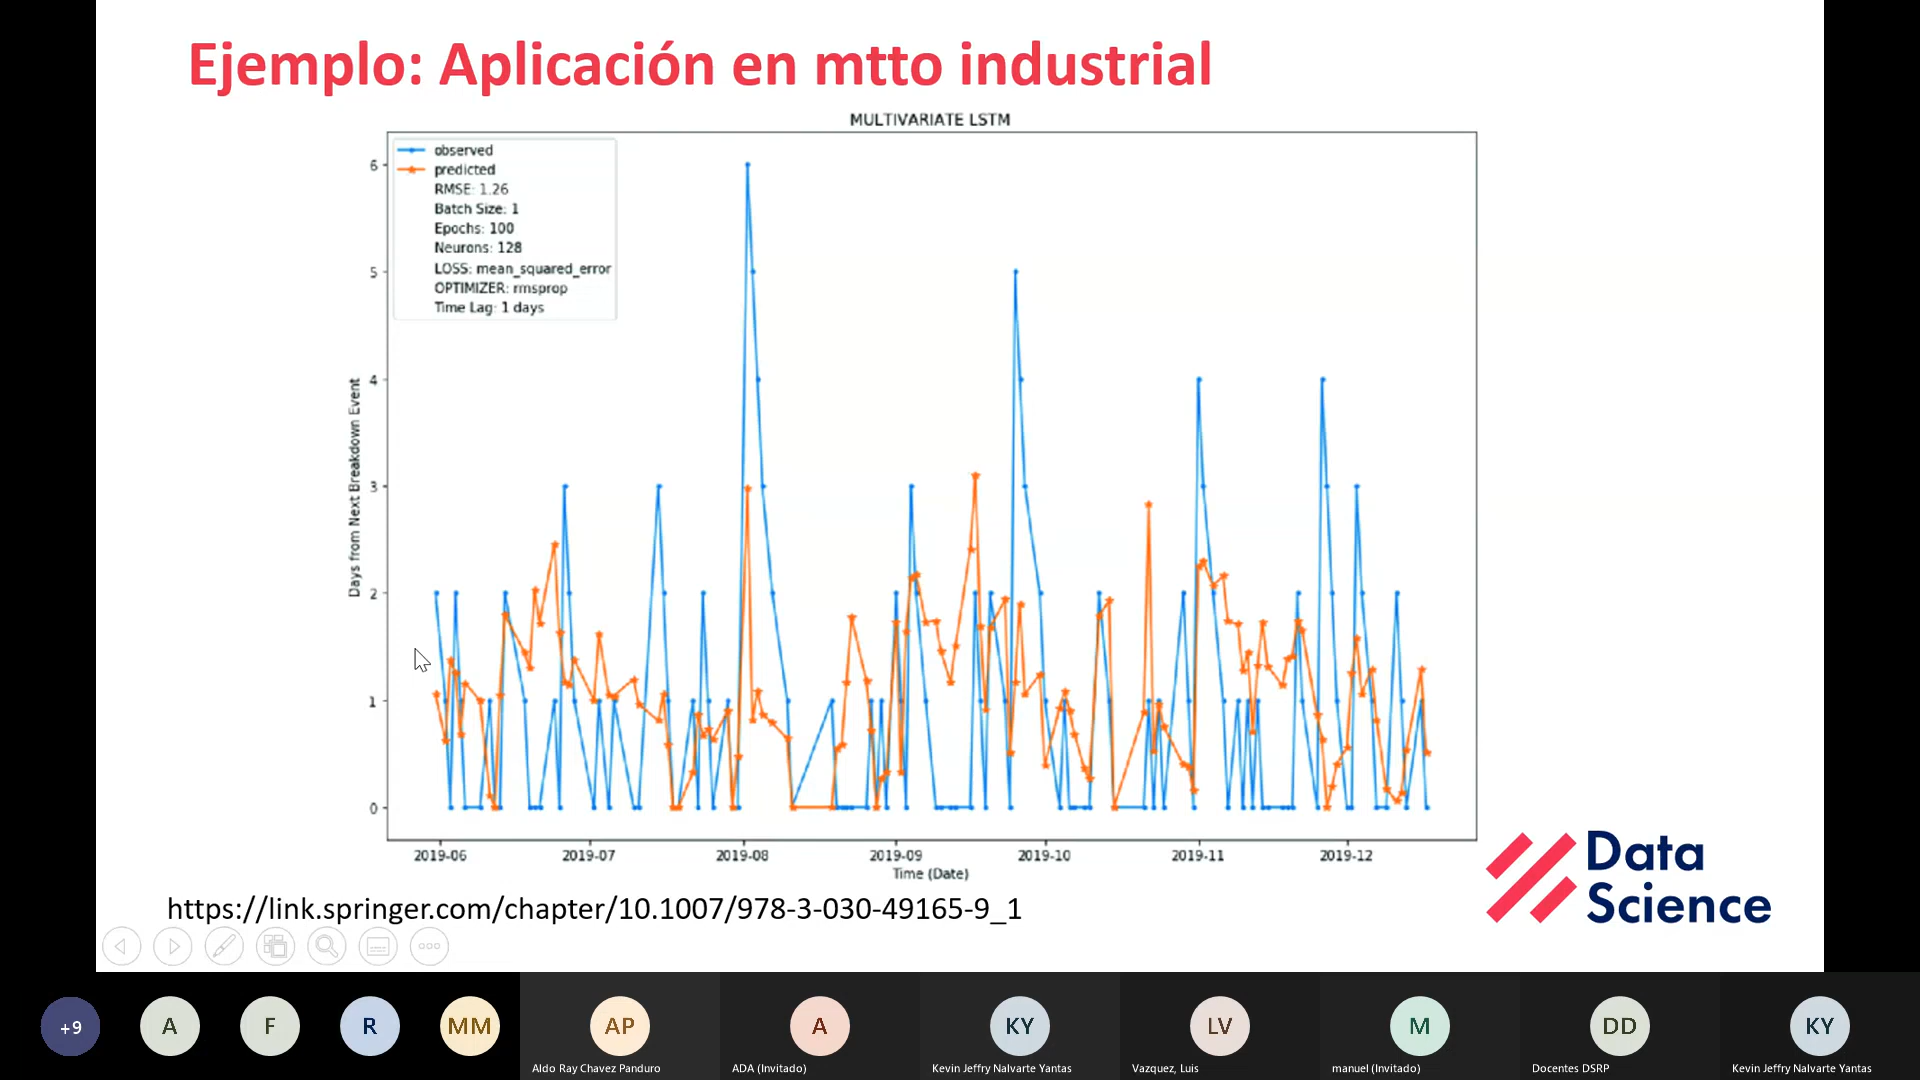 Ejemplo: Aplicación en mtto industrial
MULTIVARIATE LSTM
observed
predicted
RMSE: 1.26
Batch Size: 1
Epochs: 100
Neurons: 128
LOSS: mean_squared_error
OPTIMIZER: rmsprop
Time Lag: 1 days
6
5
4
3
2
1
0
Days from Next Breakdown Event
2019-06 2019-07 2019-08 2019-09 2019-10 2019-11 2019-12
Time (Date)
Data
Science
https://link.springer.com/chapter/10.1007/978-3-030-49165-9_1
+9 A F R MM AP A KY LV M DD KY
Aldo Ray Chavez Panduro ADA (Invitado) Kevin Jeffry Nalvarte Yantas Vazquez, Luis manuel (Invitado) Docentes DSRP Kevin Jeffry Nalvarte Yantas